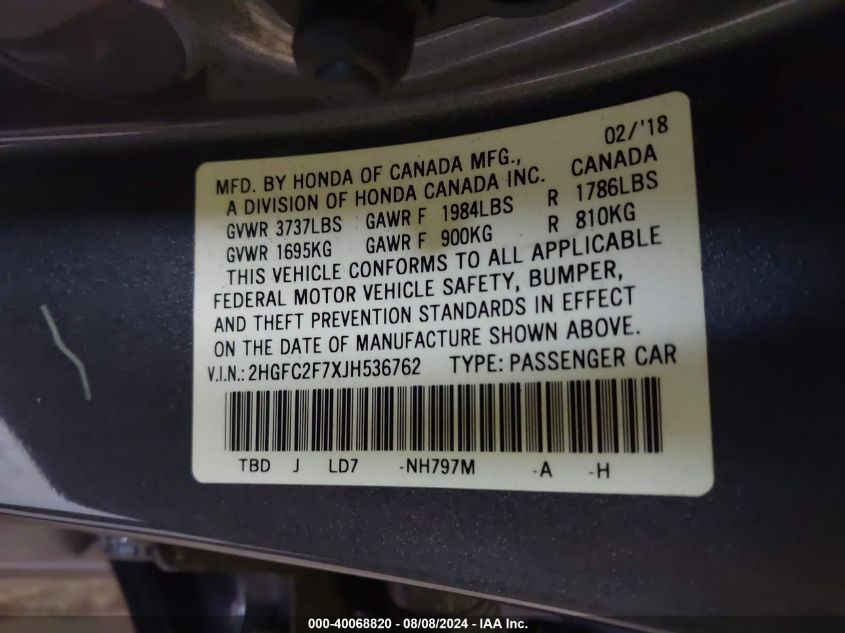 02/'18
MFD. BY HONDA OF CANADA MFG.,
A DIVISION OF HONDA CANADA INC. CANADA
GVWR 3737LBS GAWR F 1984LBS R 1786LBS
GVWR 1695KG GAWR F 900KG R 810KG
THIS VEHICLE CONFORMS TO ALL APPLICABLE
FEDERAL MOTOR VEHICLE SAFETY, BUMPER,
AND THEFT PREVENTION STANDARDS IN EFFECT
ON THE DATE OF MANUFACTURE SHOWN ABOVE.
V.I.N.: 2HGFC2F7XJH536762 TYPE: PASSENGER CAR
TBD J LD7 -NH797M -A -H
000-40068820 - 08/08/2024 - IAA Inc.